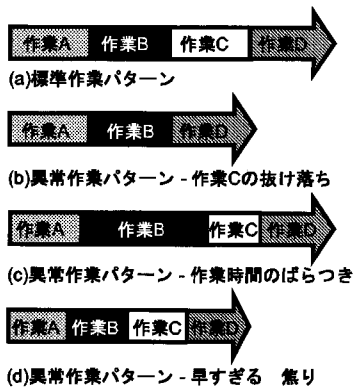 作業A 作業B 作業C 作業D
(a)標準作業パターン
作業A 作業B 作業D
(b)異常作業パターン - 作業Cの抜け落ち
作業A 作業B 作業C 作業D
(c)異常作業パターン - 作業時間のばらつき
作業A 作業B 作業C 作業D
(d)異常作業パターン - 早すぎる 焦り